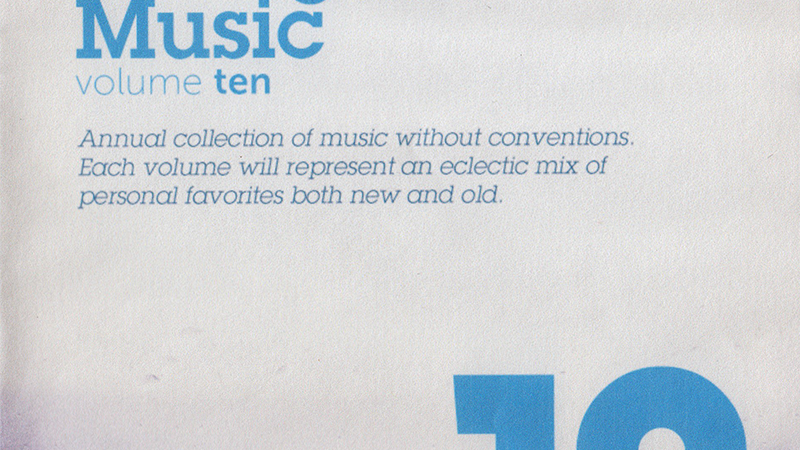 Music
volume ten
Annual collection of music without conventions.
Each volume will represent an eclectic mix of
personal favorites both new and old.
10